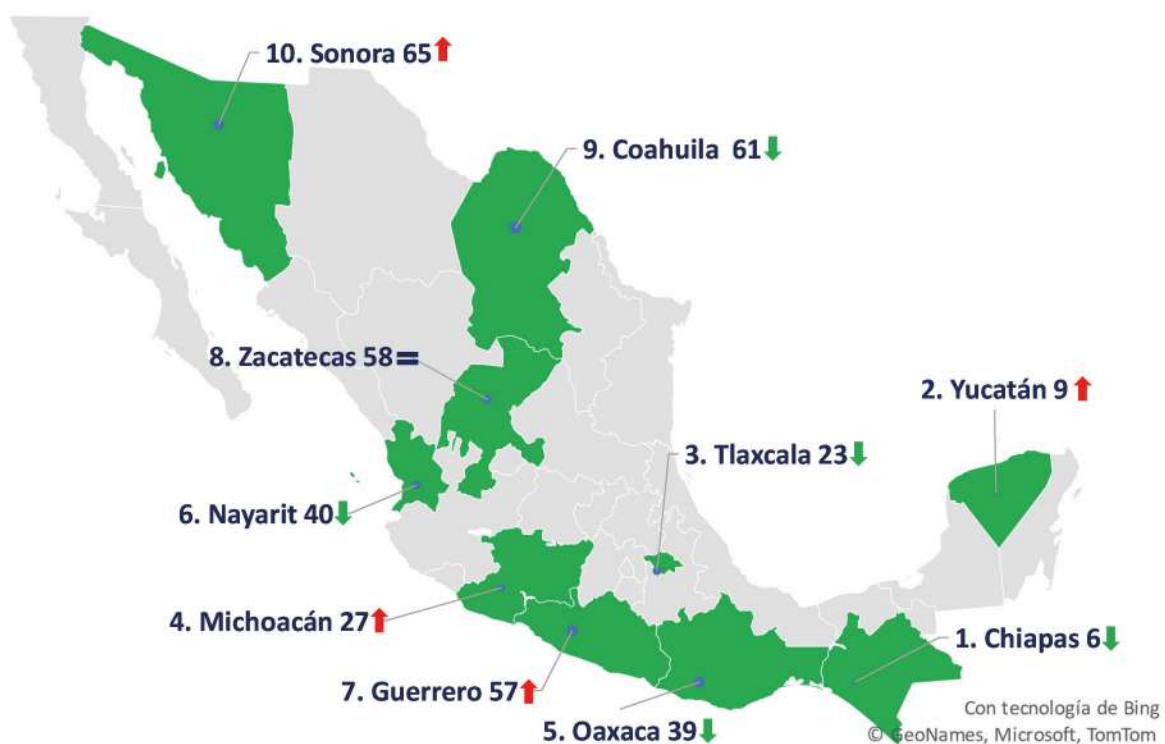 10. Sonora 65
9. Coahuila 61
8. Zacatecas 58 =
2. Yucatán 9
3. Tlaxcala 23
6. Nayarit 40
4. Michoacán 27
1. Chiapas 6
7. Guerrero 57
5. Oaxaca 39
Con tecnología de Bing
© GeoNames, Microsoft, TomTom